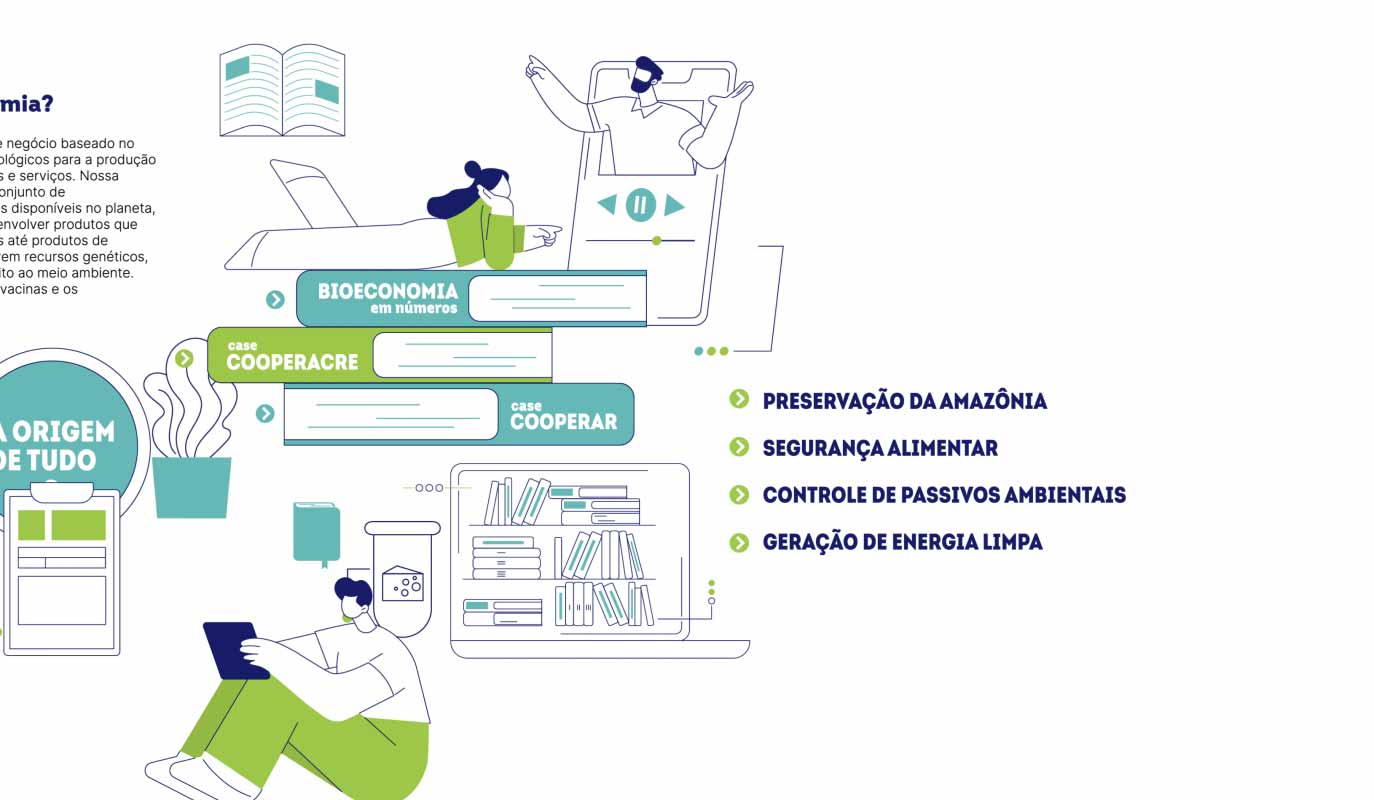 mia?
e negócio baseado no
ológicos para a produção
s e serviços. Nossa
onjunto de
s disponíveis no planeta,
envolver produtos que
s até produtos de
em recursos genéticos,
ito ao meio ambiente.
vacinas e os
BIOECONOMIA
em números
case
COOPERACRE
case
COOPERAR
A ORIGEM
DE TUDO
PRESERVAÇÃO DA AMAZÔNIA
SEGURANÇA ALIMENTAR
CONTROLE DE PASSIVOS AMBIENTAIS
GERAÇÃO DE ENERGIA LIMPA